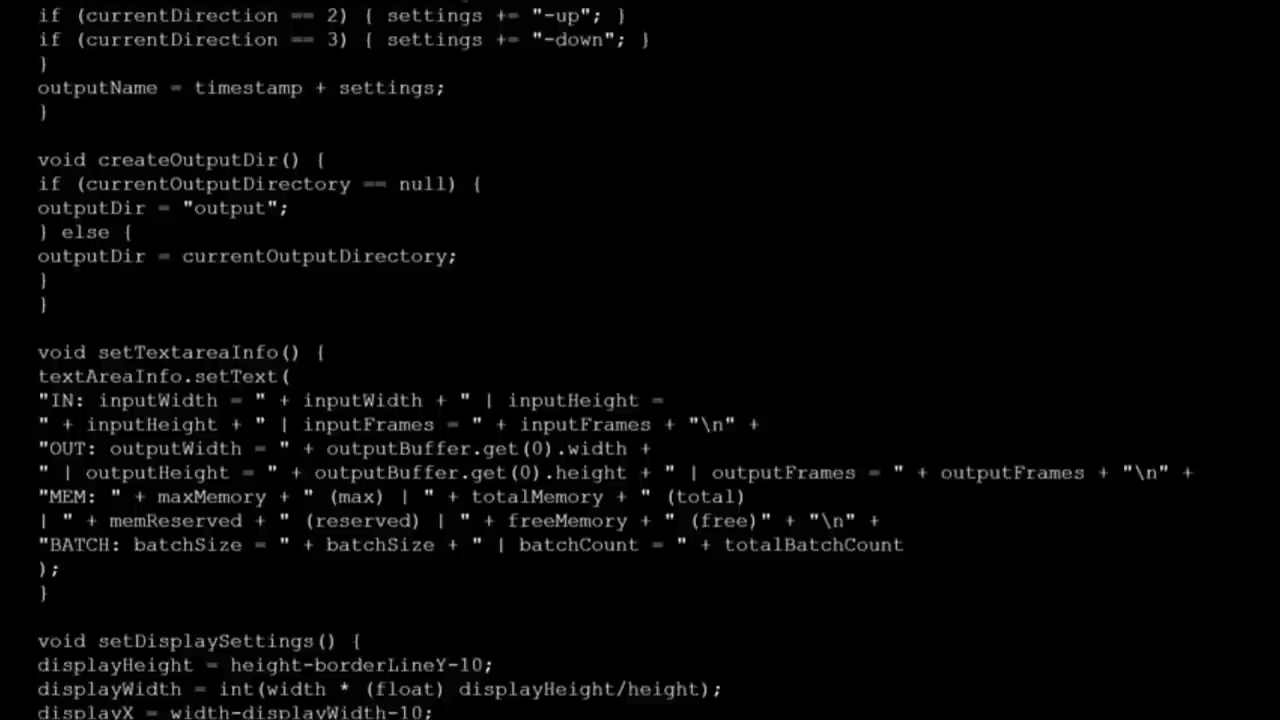 if (currentDirection == 2) { settings += "-up"; }
if (currentDirection == 3) { settings += "-down"; }
}
outputName = timestamp + settings;
}
void createOutputDir() {
if (currentOutputDirectory == null) {
outputDir = "output";
} else {
outputDir = currentOutputDirectory;
}
}
void setTextareaInfo() {
textAreaInfo.setText(
"IN: inputWidth = " + inputWidth + " | inputHeight =
" + inputHeight + " | inputFrames = " + inputFrames + "\n" +
"OUT: outputWidth = " + outputBuffer.get(0).width +
" | outputHeight = " + outputBuffer.get(0).height + " | outputFrames = " + outputFrames + "\n" +
"MEM: " + maxMemory + " (max) | " + totalMemory + " (total)
| " + memReserved + " (reserved) | " + freeMemory + " (free)" + "\n" +
"BATCH: batchSize = " + batchSize + " | batchCount = " + totalBatchCount
);
}
void setDisplaySettings() {
displayHeight = height-borderLineY-10;
displayWidth = int(width * (float) displayHeight/height);
displayX = width-displayWidth-10;